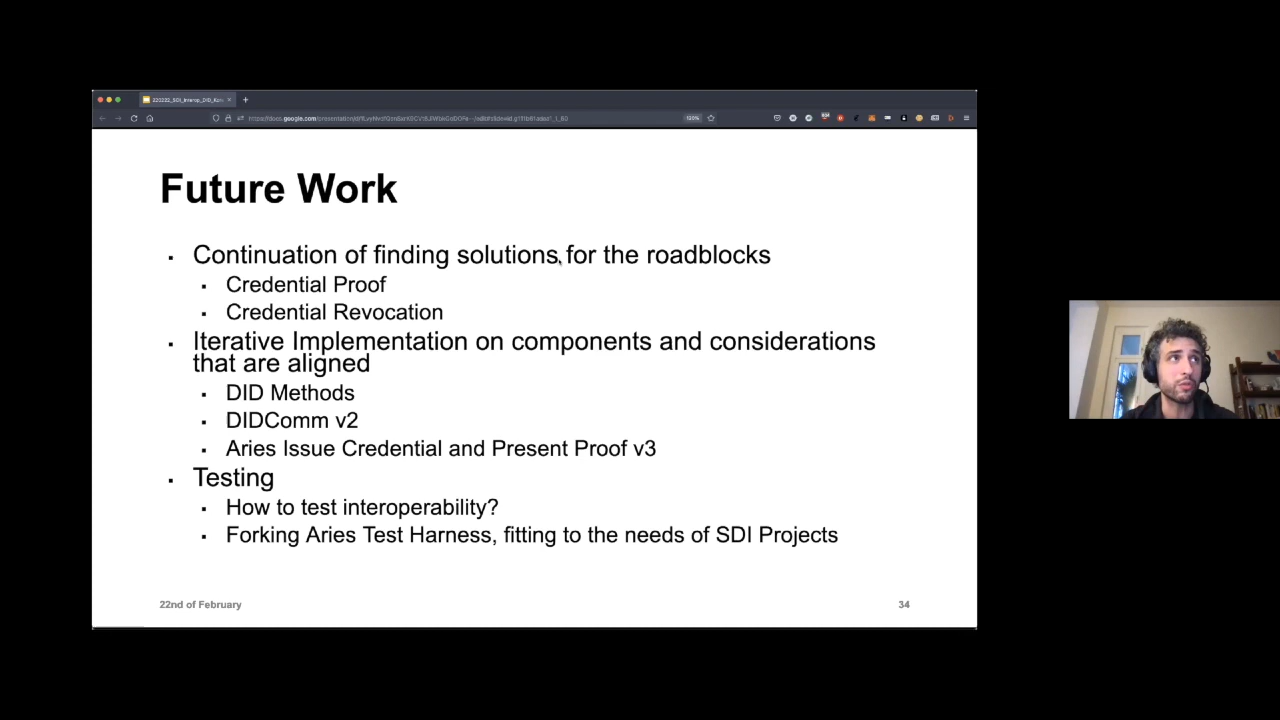 120%
Future Work
Continuation of finding solutions for the roadblocks
Credential Proof
Credential Revocation
Iterative Implementation on components and considerations
that are aligned
DID Methods
DIDComm v2
Aries Issue Credential and Present Proof v3
Testing
How to test interoperability?
Forking Aries Test Harness, fitting to the needs of SDI Projects
22nd of February
34